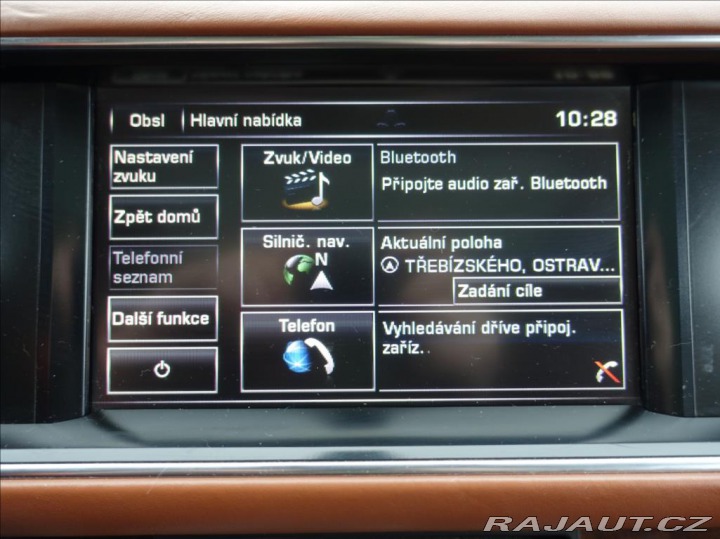 Obsl
Hlavní nabídka
10:28
Nastavení
zvuku
Zpět domů
Telefonní
seznam
Další funkce
Zvuk/Video
Bluetooth
Připojte audio zař. Bluetooth
Silnič. nav.
N
Aktuální poloha
TŘEBÍZSKÉHO, OSTRAV...
Zadání cíle
Telefon
Vyhledávání dříve připoj.
zaříz.
RAJAUT.CZ